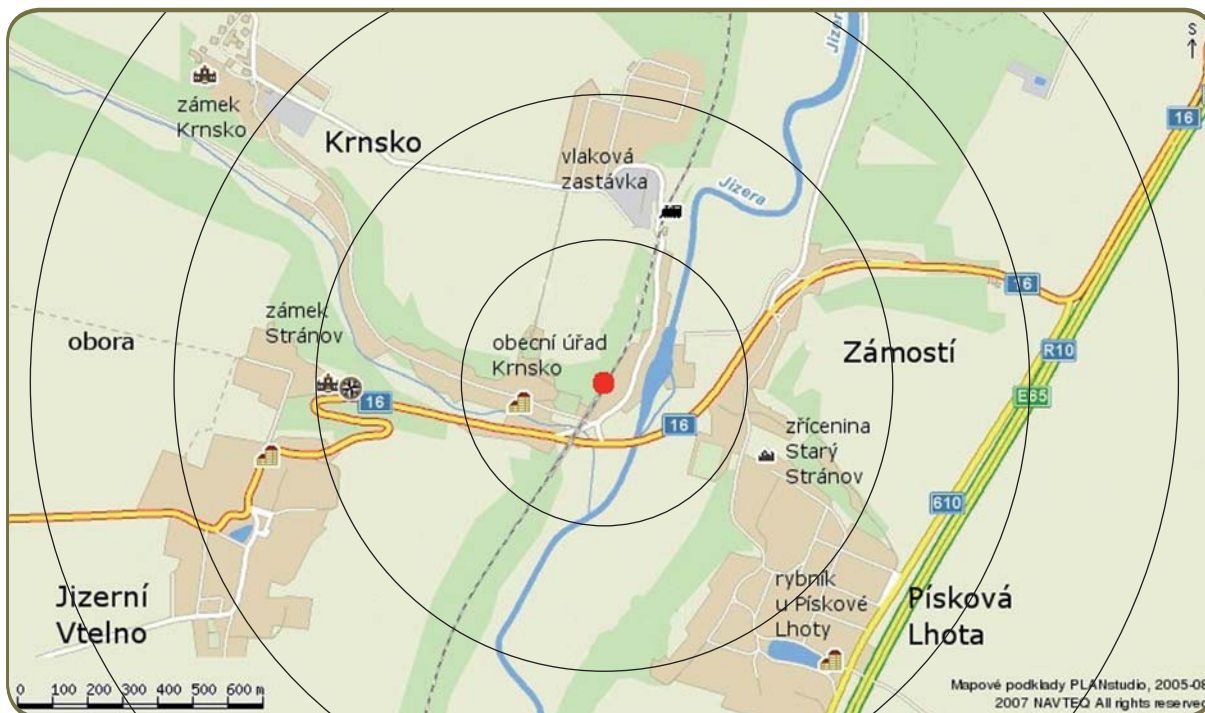 Jizera
S
16
zámek
Krnsko
Krnsko
vlaková
zastávka
Jizera
16
zámek
Stránov
obora
obecní úřad
Krnsko
Zámostí
R10
E65
16
16
zřícenina
Starý
Stránov
610
Jizerní
Vtelno
rybník
u Pískové
Lhoty
Písková
Lhota
0 100 200 300 400 500 600 m
Mapové podklady PLANstudio, 2005-08
2007 NAVTEQ All rights reserved